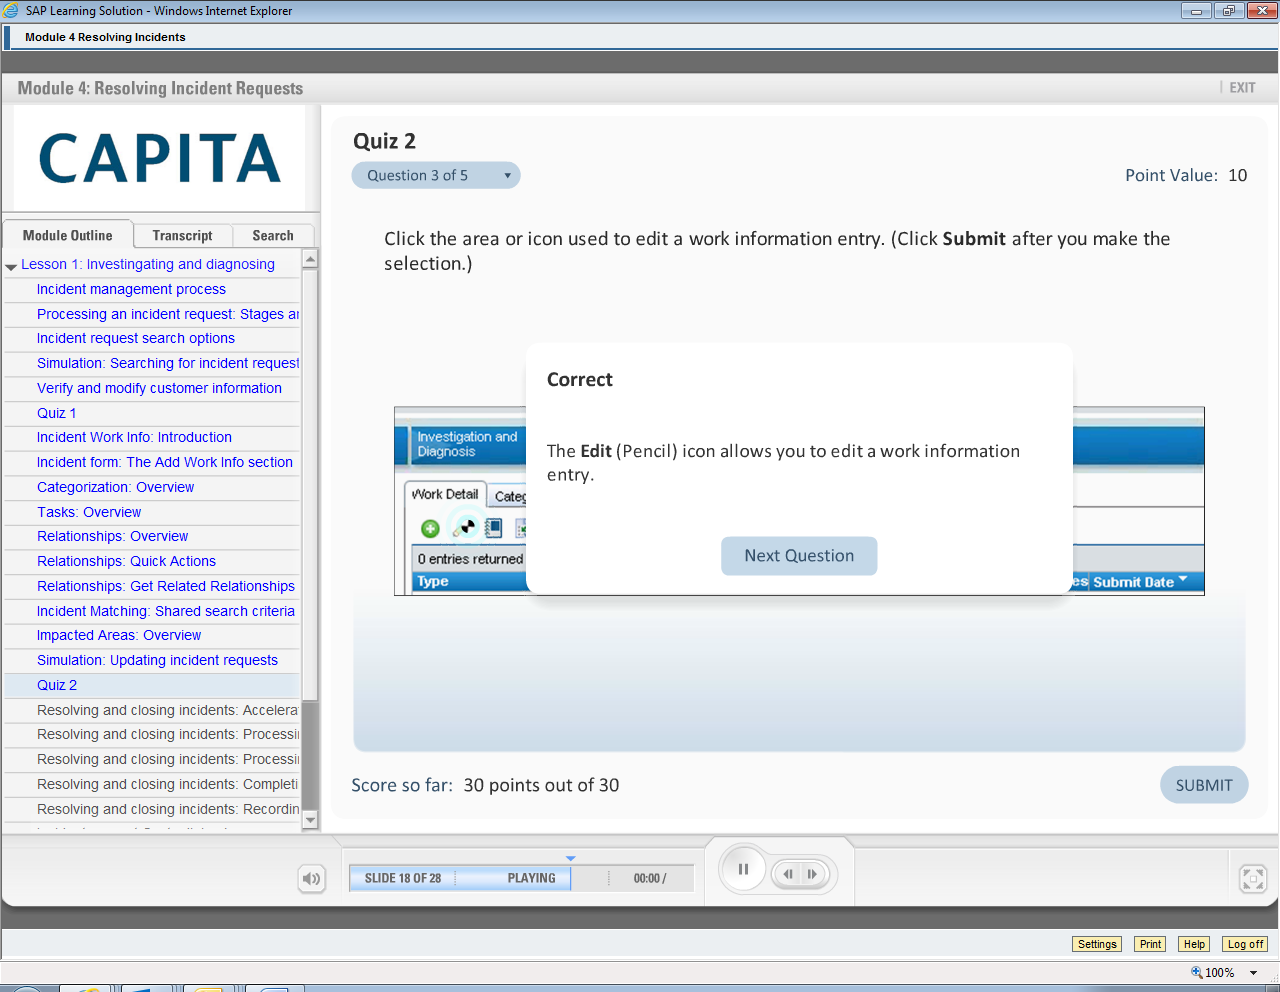 SAP Learning Solution - Windows Internet Explorer
Module 4 Resolving Incidents
Module 4: Resolving Incident Requests
EXIT
CAPITA
Module Outline
Transcript
Search
Lesson 1: Investingating and diagnosing
Incident management process
Processing an incident request: Stages
Incident request search options
Simulation: Searching for incident request
Verify and modify customer information
Quiz 1
Incident Work Info: Introduction
Incident form: The Add Work Info section
Categorization: Overview
Tasks: Overview
Relationships: Overview
Relationships: Quick Actions
Relationships: Get Related Relationships
Incident Matching: Shared search criteria
Impacted Areas: Overview
Simulation: Updating incident requests
Quiz 2
Resolving and closing incidents: Accelera
Resolving and closing incidents: Processi
Resolving and closing incidents: Processi
Resolving and closing incidents: Completi
Resolving and closing incidents: Recordin
Quiz 2
Question 3 of 5
Point Value: 10
Click the area or icon used to edit a work information entry. (Click Submit after you make the
selection.)
Investigation and
Diagnosis
Work Detail
Categ
0 entries returned
Type
es
Submit Date
Correct
The Edit (Pencil) icon allows you to edit a work information
entry.
Next Question
Score so far: 30 points out of 30
SUBMIT
SLIDE 18 OF 28
PLAYING
00:00 /
Settings
Print
Help
Log off
100%